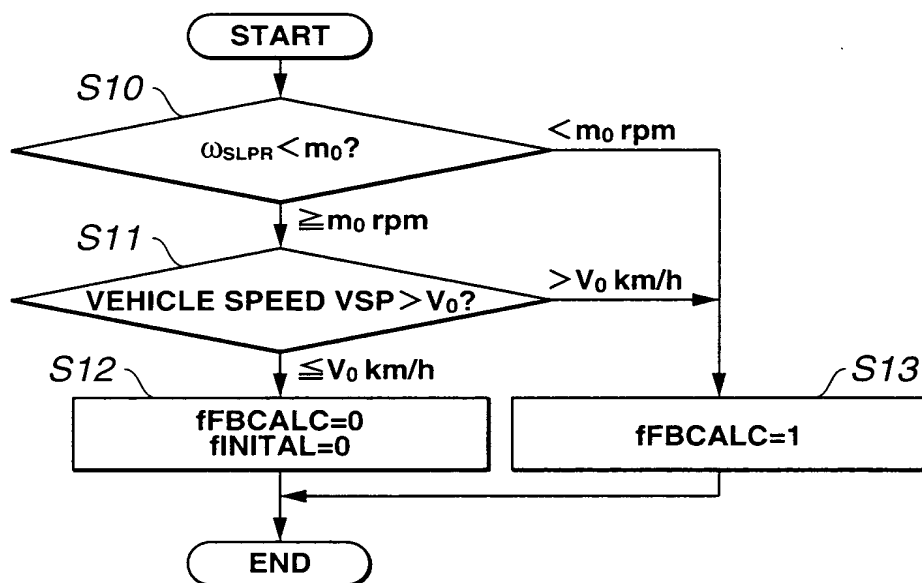 START
S10
ω_SLPR < m₀?
< m₀ rpm
≧ m₀ rpm
S11
VEHICLE SPEED VSP > V₀?
> V₀ km/h
≦ V₀ km/h
S12
fFBCALC=0
fINITAL=0
S13
fFBCALC=1
END